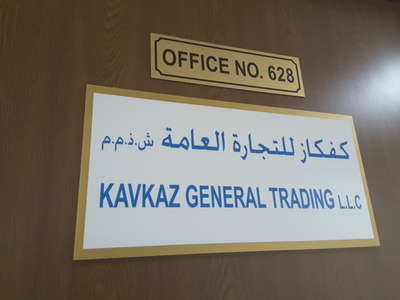 OFFICE NO. 628
كفكاز للتجارة العامة ش.ذ.م.م
KAVKAZ GENERAL TRADING L.L.C